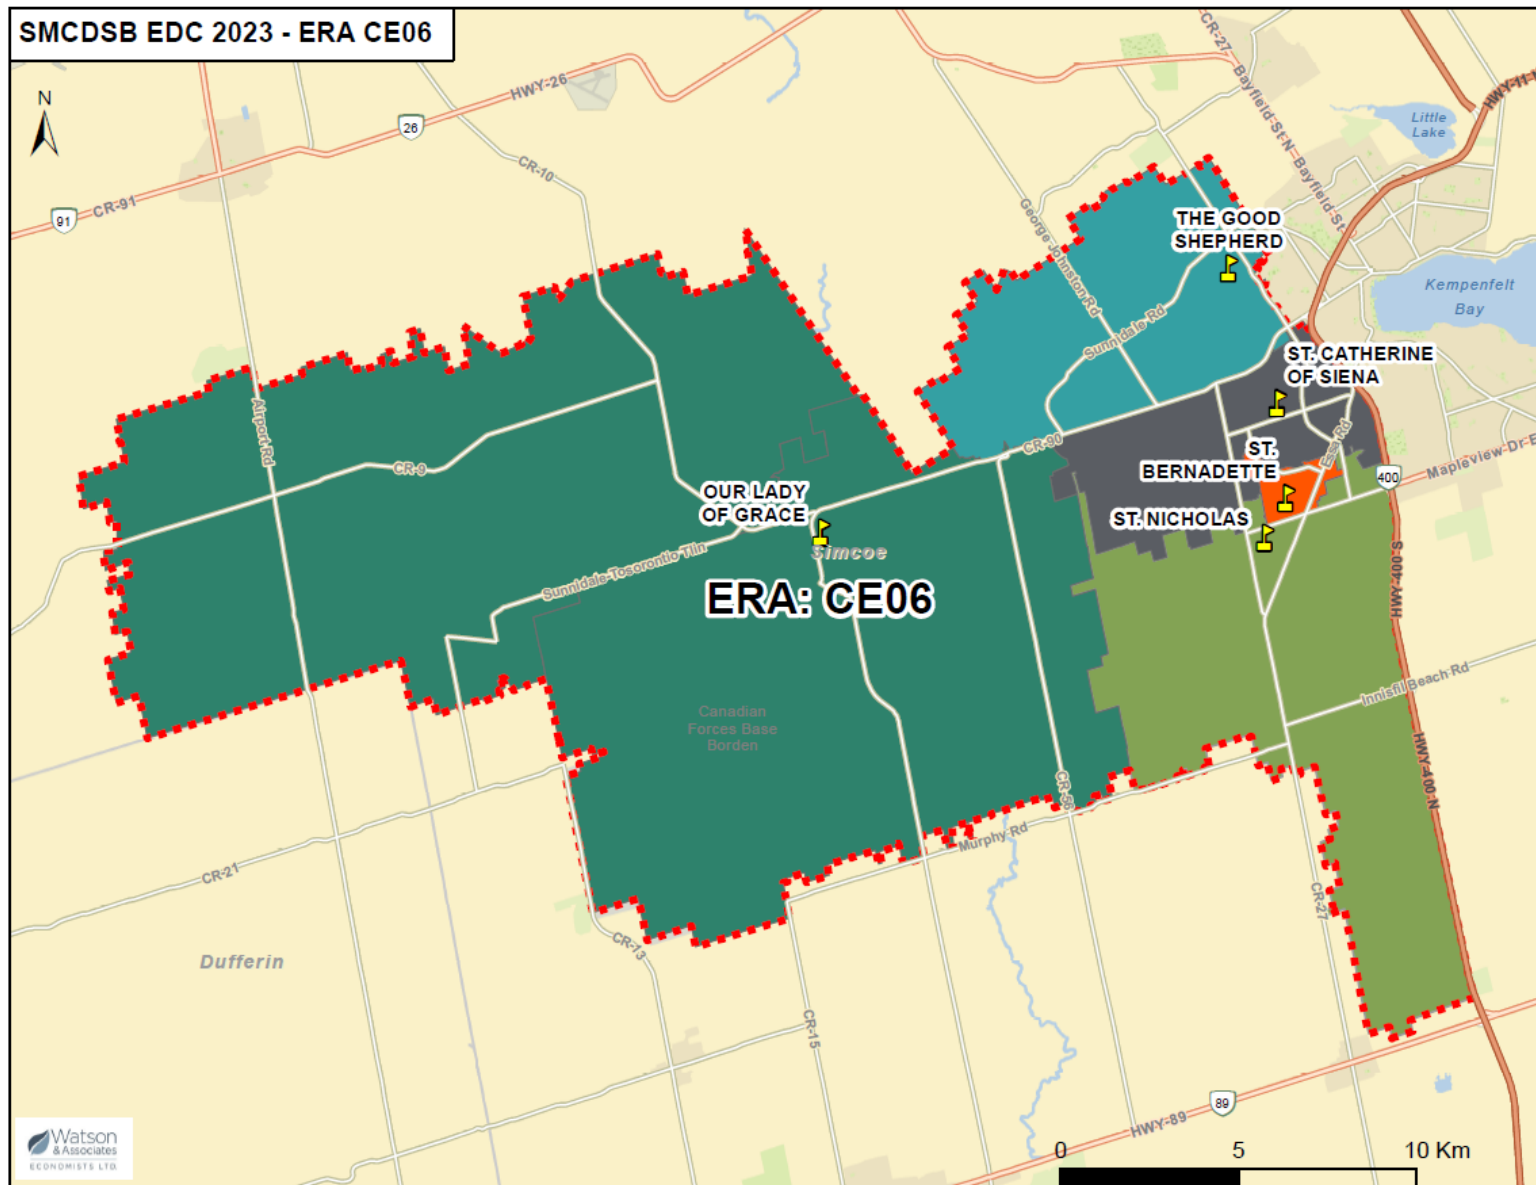 SMCDSB EDC 2023 - ERA CE06
N
HWY-26
26
CR-10
CR-91
91
CR-27
Bayfield St N
Bayfield St
HWY-11 N
Little
Lake
THE GOOD
SHEPHERD
George Johnston Rd
Kempenfelt
Bay
Sunnidale Rd
ST. CATHERINE
OF SIENA
Airport Rd
CR-9
CR-90
Essa Rd
ST.
BERNADETTE
Mapleview Dr E
400
OUR LADY
OF GRACE
ST. NICHOLAS
Simcoe
Sunnidale-Tosorontio Tlin
ERA: CE06
HWY-400 S
Innisfil Beach Rd
Canadian
Forces Base
Borden
CR-56
HWY-400 N
Murphy Rd
CR-21
CR-27
Dufferin
CR-13
CR-15
89
HWY-89
Watson
& Associates
ECONOMISTS LTD.
0 5 10 Km